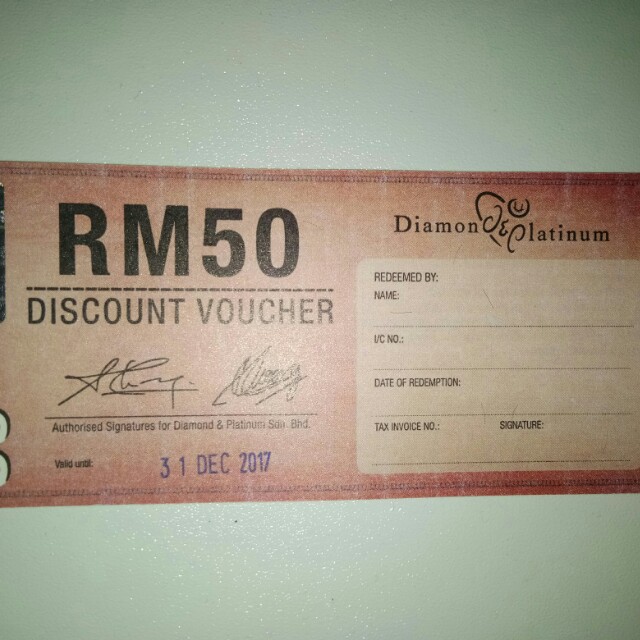 RM50
DISCOUNT VOUCHER
Authorised Signatures for Diamond & Platinum Sdn. Bhd.
Valid until:
31 DEC 2017
Diamond & Platinum
REDEEMED BY:
NAME:
I/C NO.:
DATE OF REDEMPTION:
TAX INVOICE NO.: SIGNATURE: